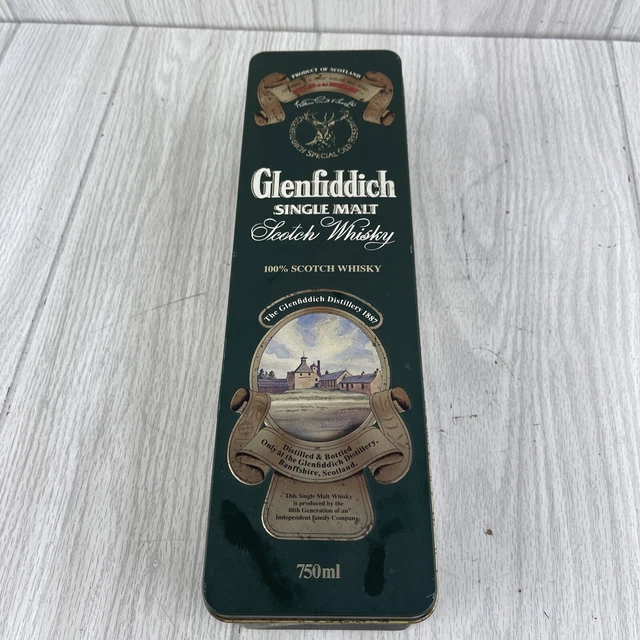 PRODUCT OF SCOTLAND
SPECIAL OLD
Glenfiddich
SINGLE MALT
Scotch Whisky
100% SCOTCH WHISKY
The Glenfiddich Distillery 1887
Distilled & Bottled
Only at the Glenfiddich Distillery,
Banffshire, Scotland.
This Single Malt Whisky
is produced by the
fifth Generation of an
Independent family Company.
750ml